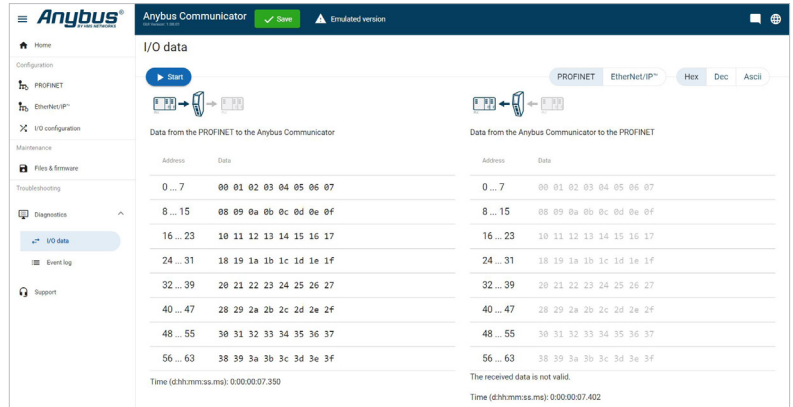 Anybus®
BY HMS NETWORKS
Anybus Communicator
Save
Emulated version
Home
Configuration
PROFINET
EtherNet/IP™
I/O configuration
Maintenance
Files & firmware
Troubleshooting
Diagnostics
I/O data
Event log
Support
I/O data
Start
PROFINET EtherNet/IP™ Hex Dec Ascii
Data from the PROFINET to the Anybus Communicator
Address Data
0 ... 7 00 01 02 03 04 05 06 07
8 ... 15 08 09 0a 0b 0c 0d 0e 0f
16 ... 23 10 11 12 13 14 15 16 17
24 ... 31 18 19 1a 1b 1c 1d 1e 1f
32 ... 39 20 21 22 23 24 25 26 27
40 ... 47 28 29 2a 2b 2c 2d 2e 2f
48 ... 55 30 31 32 33 34 35 36 37
56 ... 63 38 39 3a 3b 3c 3d 3e 3f
Time (d:hh:mm:ss.ms): 0:00:00:07.350
Data from the Anybus Communicator to the PROFINET
Address Data
0 ... 7 00 01 02 03 04 05 06 07
8 ... 15 08 09 0a 0b 0c 0d 0e 0f
16 ... 23 10 11 12 13 14 15 16 17
24 ... 31 18 19 1a 1b 1c 1d 1e 1f
32 ... 39 20 21 22 23 24 25 26 27
40 ... 47 28 29 2a 2b 2c 2d 2e 2f
48 ... 55 30 31 32 33 34 35 36 37
56 ... 63 38 39 3a 3b 3c 3d 3e 3f
The received data is not valid.
Time (d:hh:mm:ss.ms): 0:00:00:07.402